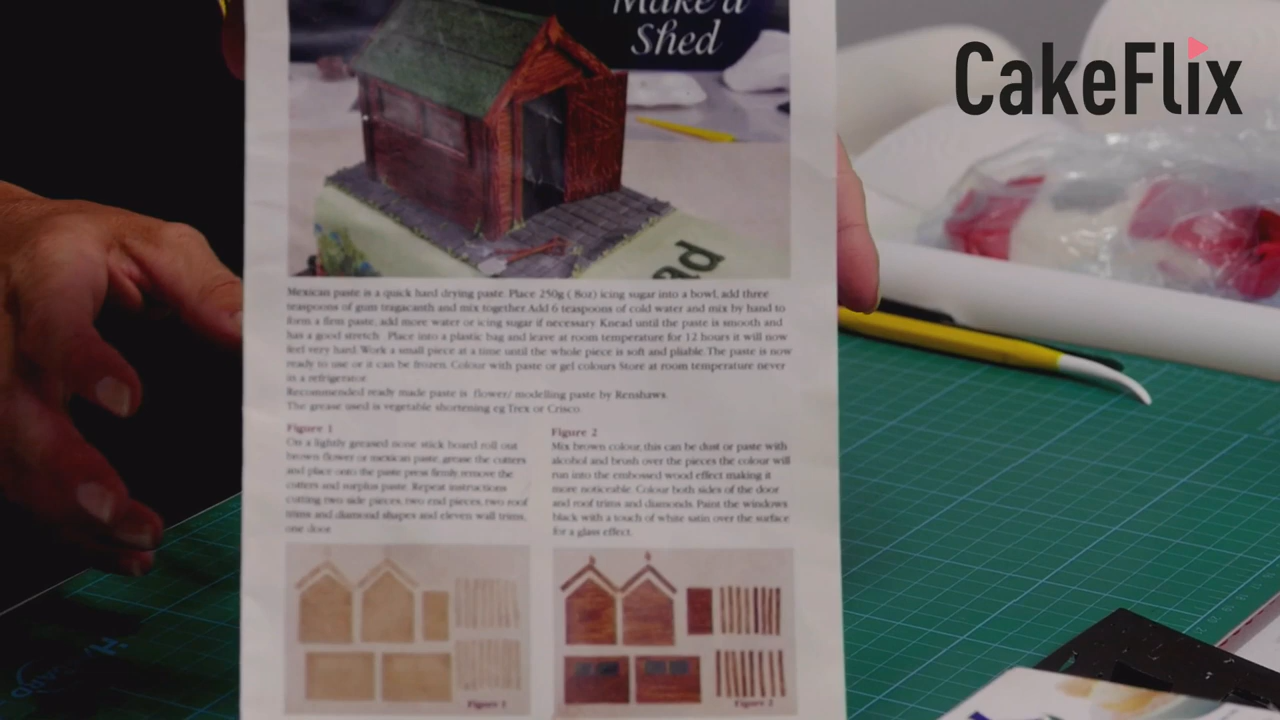 Make a
Shed
CakeFlix
ad
Mexican paste is a quick hard drying paste. Place 250g ( 8oz) icing sugar into a bowl, add three
teaspoons of gum tragacanth and mix together. Add 6 teaspoons of cold water and mix by hand to
form a firm paste, add more water or icing sugar if necessary. Knead until the paste is smooth and
has a good stretch . Place into a plastic bag and leave at room temperature for 12 hours it will now
feel very hard. Work a small piece at a time until the whole piece is soft and pliable. The paste is now
ready to use or it can be frozen. Colour with paste or gel colours Store at room temperature never
in a refrigerator
Recommended ready made paste is flower/ modelling paste by Renshaws.
The grease used is vegetable shortening eg Trex or Crisco.
Figure 1
On a lightly greased none stick board roll out
brown flower or mexican paste, grease the cutters
and place onto the paste press firmly, remove the
cutters and surplus paste. Repeat instructions
cutting two side pieces, two end pieces, two roof
trims and diamond shapes and eleven wall trims,
one door.
Figure 2
Mix brown colour, this can be dust or paste with
alcohol and brush over the pieces the colour will
run into the embossed wood effect making it
more noticeable. Colour both sides of the door
and roof trims and diamonds. Paint the windows
black with a touch of white satin over the surface
for a glass effect.
Figure 1
Figure 2